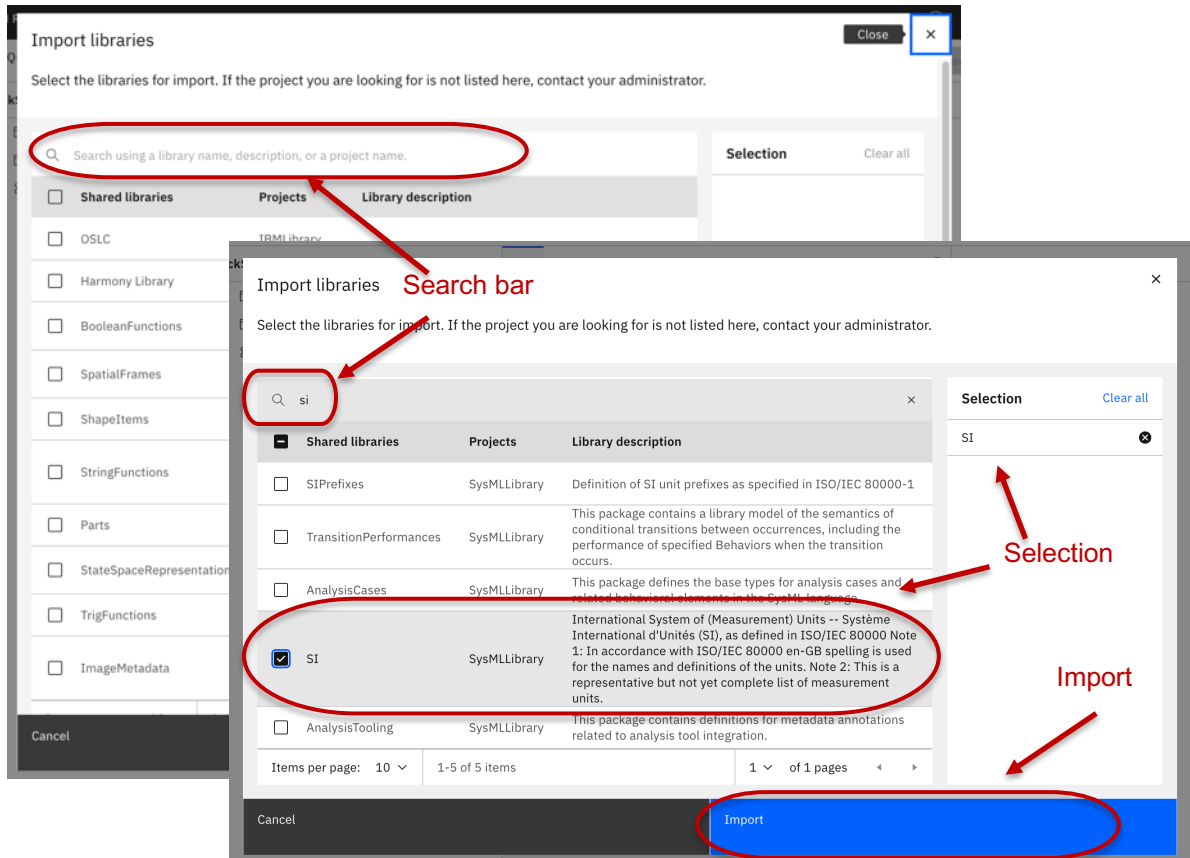 Import libraries
Close
Select the libraries for import. If the project you are looking for is not listed here, contact your administrator.
Search using a library name, description, or a project name.
Selection
Clear all
Shared libraries
Projects
Library description
OSLC
IBMLibrary
Harmony Library
BooleanFunctions
SpatialFrames
ShapeItems
StringFunctions
Parts
StateSpaceRepresentation
TrigFunctions
ImageMetadata
Cancel
Search bar
Import libraries
Select the libraries for import. If the project you are looking for is not listed here, contact your administrator.
si
Selection
Clear all
SI
Shared libraries
Projects
Library description
SIPrefixes
SysMLLibrary
Definition of SI unit prefixes as specified in ISO/IEC 80000-1
TransitionPerformances
SysMLLibrary
This package contains a library model of the semantics of
conditional transitions between occurrences, including the
performance of specified Behaviors when the transition
occurs.
Selection
AnalysisCases
SysMLLibrary
This package defines the base types for analysis cases and
related behavioral elements in the SysML language.
SI
SysMLLibrary
International System of (Measurement) Units -- Système
International d'Unités (SI), as defined in ISO/IEC 80000 Note
1: In accordance with ISO/IEC 80000 en-GB spelling is used
for the names and definitions of the units. Note 2: This is a
representative but not yet complete list of measurement
units.
Import
AnalysisTooling
SysMLLibrary
This package contains definitions for metadata annotations
related to analysis tool integration.
Items per page: 10
1-5 of 5 items
1
of 1 pages
Cancel
Import